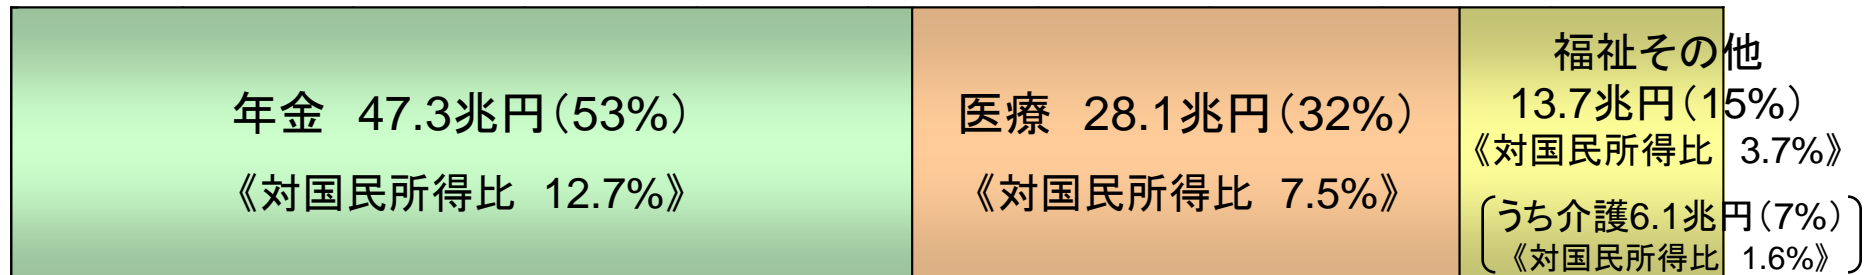 年金　47.3兆円（53%）
《対国民所得比　12.7%》
医療　28.1兆円（32%）
《対国民所得比　7.5%》
福祉その他
13.7兆円（15%）
《対国民所得比　3.7%》
うち介護6.1兆円（7%）
《対国民所得比　1.6%》